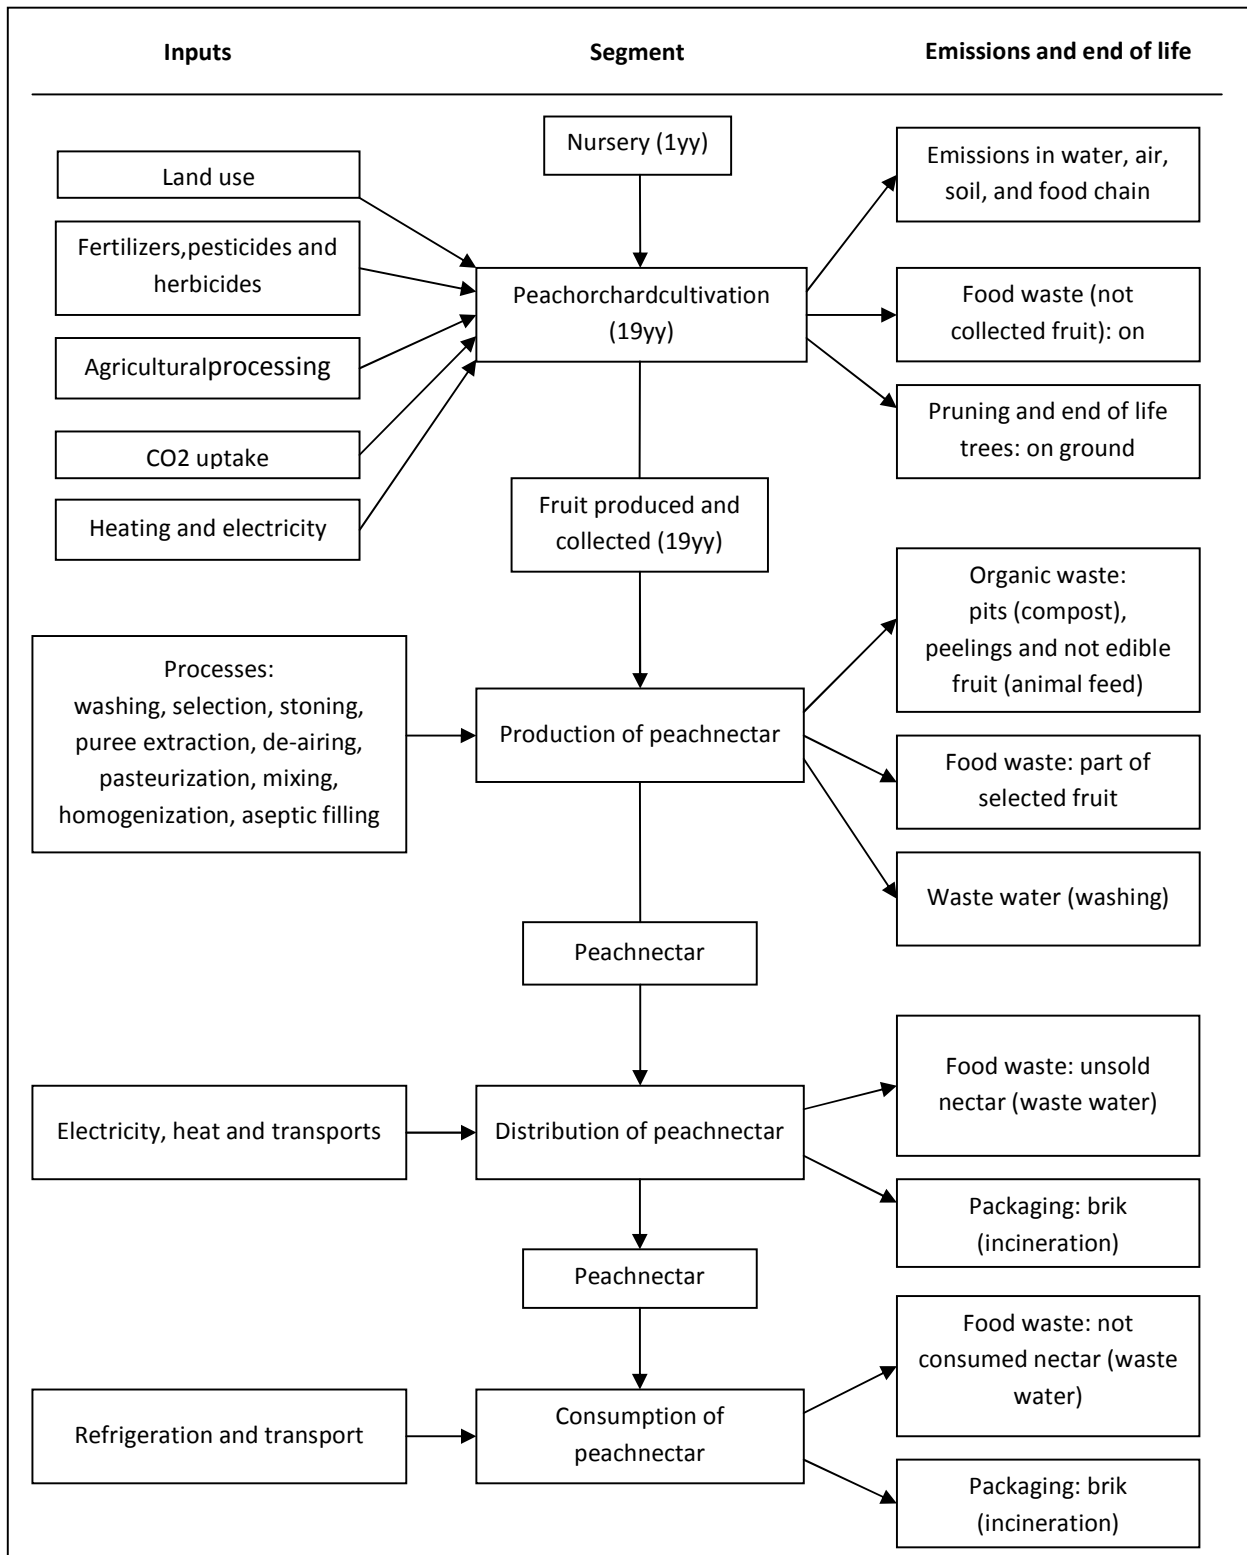 Inputs
Segment
Emissions and end of life
Nursery (1yy)
Land use
Fertilizers,pesticides and
herbicides
Agriculturalprocessing
CO2 uptake
Heating and electricity
Peachorchardcultivation
(19yy)
Emissions in water, air,
soil, and food chain
Food waste (not
collected fruit): on
Pruning and end of life
trees: on ground
Fruit produced and
collected (19yy)
Processes:
washing, selection, stoning,
puree extraction, de-airing,
pasteurization, mixing,
homogenization, aseptic filling
Production of peachnectar
Organic waste:
pits (compost),
peelings and not edible
fruit (animal feed)
Food waste: part of
selected fruit
Waste water (washing)
Peachnectar
Electricity, heat and transports
Distribution of peachnectar
Food waste: unsold
nectar (waste water)
Packaging: brik
(incineration)
Peachnectar
Refrigeration and transport
Consumption of
peachnectar
Food waste: not
consumed nectar (waste
water)
Packaging: brik
(incineration)